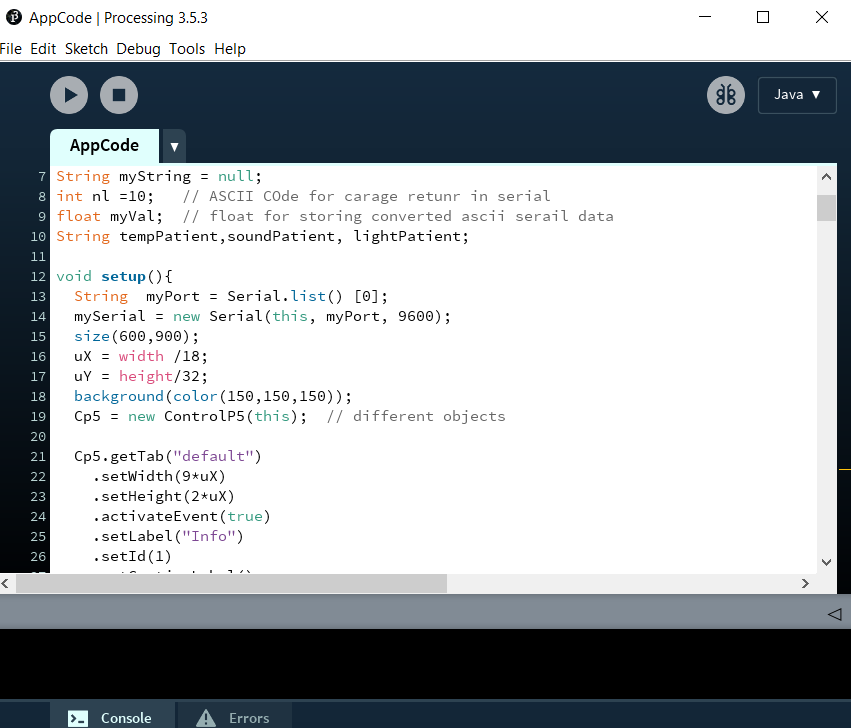 AppCode | Processing 3.5.3
File Edit Sketch Debug Tools Help
Java ▼
AppCode ▼
7 String myString = null;
8 int nl =10;   // ASCII COde for carage retunr in serial
9 float myVal;  // float for storing converted ascii serail data
10 String tempPatient,soundPatient, lightPatient;
11
12 void setup(){
13   String  myPort = Serial.list() [0];
14   mySerial = new Serial(this, myPort, 9600);
15   size(600,900);
16   uX = width /18;
17   uY = height/32;
18   background(color(150,150,150));
19   Cp5 = new ControlP5(this);  // different objects
20
21   Cp5.getTab("default")
22     .setWidth(9*uX)
23     .setHeight(2*uX)
24     .activateEvent(true)
25     .setLabel("Info")
26     .setId(1)
Console Errors